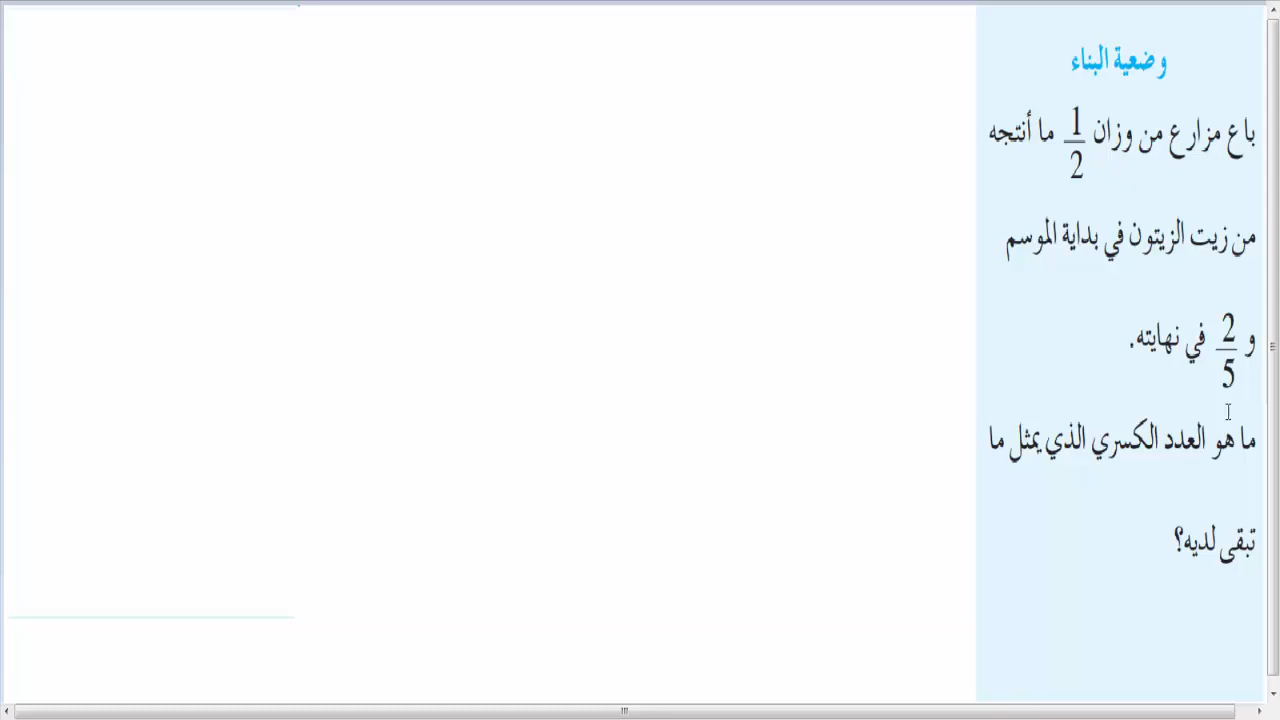 وضعية البناء
باع مزارع من وزان 1/2 ما أنتجه
من زيت الزيتون في بداية الموسم
و 2/5 في نهايته.
ما هو العدد الكسري الذي يمثل ما
تبقى لديه؟